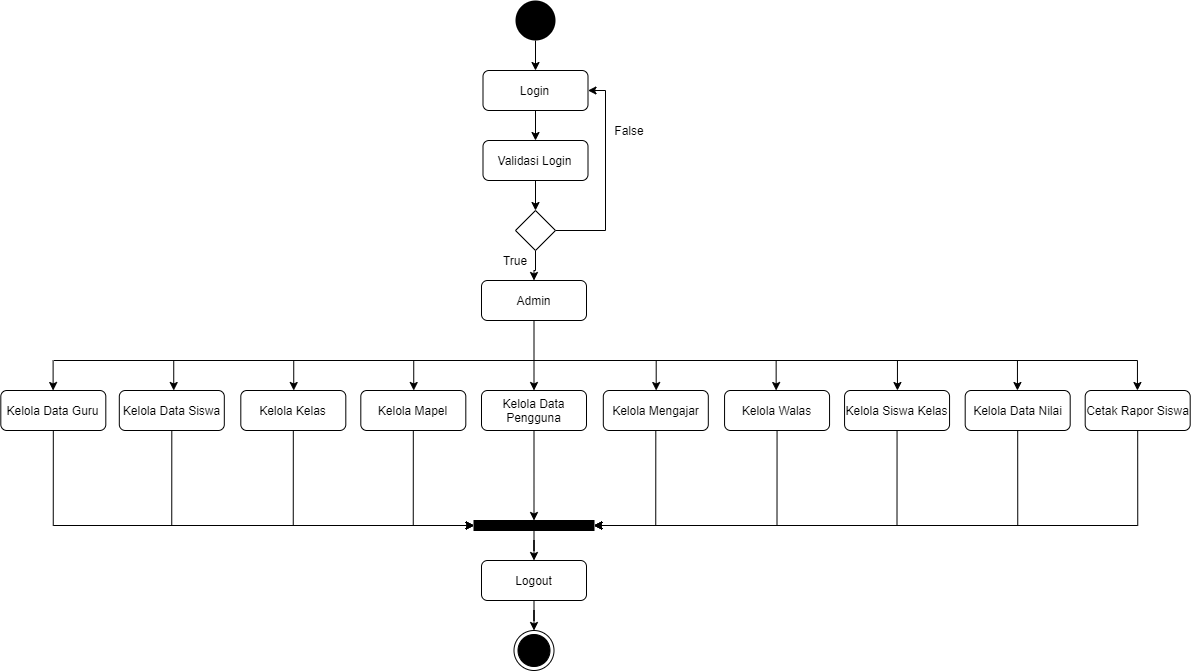 Login
False
Validasi Login
True
Admin
Kelola Data Guru
Kelola Data Siswa
Kelola Kelas
Kelola Mapel
Kelola Data
Pengguna
Kelola Mengajar
Kelola Walas
Kelola Siswa Kelas
Kelola Data Nilai
Cetak Rapor Siswa
Logout